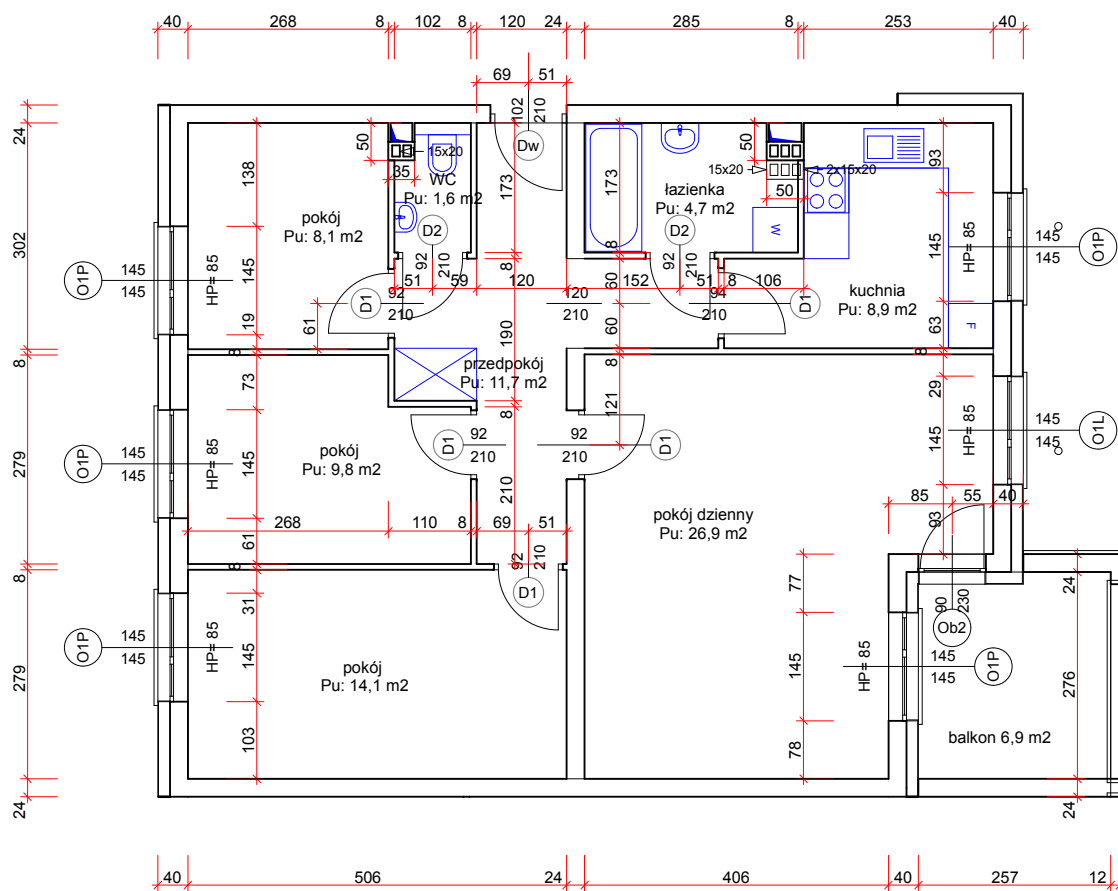 40 268 8 102 8 120 24 285 8 253 40
69 51
24
302
8
279
8
279
24
138
145
19
8
73
145
61
8
31
145
103
50
15x20
35
WC
Pu: 1,6 m2
pokój
Pu: 8,1 m2
D2
92
210
51 59 120 152 51 8 106
173
8
190
8
210
102
210
Dw
173
8
60
60
8
121
łazienka
Pu: 4,7 m2
50
15x20
2x15x20
50
W
D2
92
210
93
145
63
8
29
145
93
HP= 85
145
145
O1P
kuchnia
Pu: 8,9 m2
F
O1P
145
145
HP= 85
61
D1
92
210
120
210
94
210
D1
przedpokój
Pu: 11,7 m2
HP= 85
145
145
O1L
D1
92
210
92
210
D1
O1P
145
145
HP= 85
pokój
Pu: 9,8 m2
268 110 8 69 51
92
210
D1
pokój dzienny
Pu: 26,9 m2
85 55 40
90
230
Ob2
O1P
145
145
HP= 85
pokój
Pu: 14,1 m2
77
145
78
HP= 85
145
145
O1P
24
276
24
balkon 6,9 m2
40 506 24 406 40 257 12